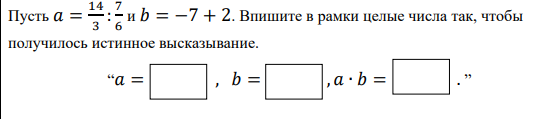 Пусть 𝑎 = 14/3 : 7/6 и 𝑏 = −7 + 2. Впишите в рамки целые числа так, чтобы
получилось истинное высказывание.
“𝑎 = , 𝑏 = , 𝑎 · 𝑏 = .”